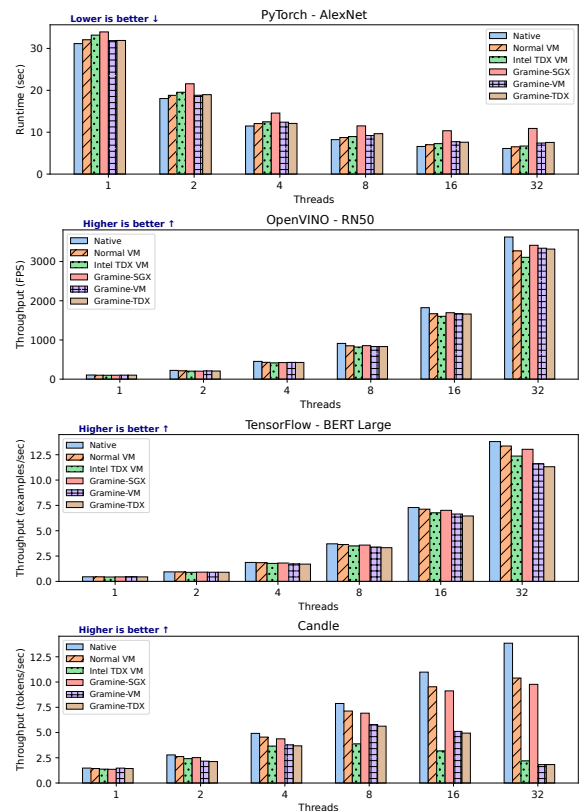 PyTorch - AlexNet
Lower is better ↓
Runtime (sec)
30
20
10
0
Native
Normal VM
Intel TDX VM
Gramine-SGX
Gramine-VM
Gramine-TDX
1 2 4 8 16 32
Threads
OpenVINO - RN50
Higher is better ↑
Throughput (FPS)
3000
2000
1000
0
Native
Normal VM
Intel TDX VM
Gramine-SGX
Gramine-VM
Gramine-TDX
1 2 4 8 16 32
Threads
TensorFlow - BERT Large
Higher is better ↑
Throughput (examples/sec)
12.5
10.0
7.5
5.0
2.5
0.0
Native
Normal VM
Intel TDX VM
Gramine-SGX
Gramine-VM
Gramine-TDX
1 2 4 8 16 32
Threads
Candle
Higher is better ↑
Throughput (tokens/sec)
12.5
10.0
7.5
5.0
2.5
0.0
Native
Normal VM
Intel TDX VM
Gramine-SGX
Gramine-VM
Gramine-TDX
1 2 4 8 16 32
Threads